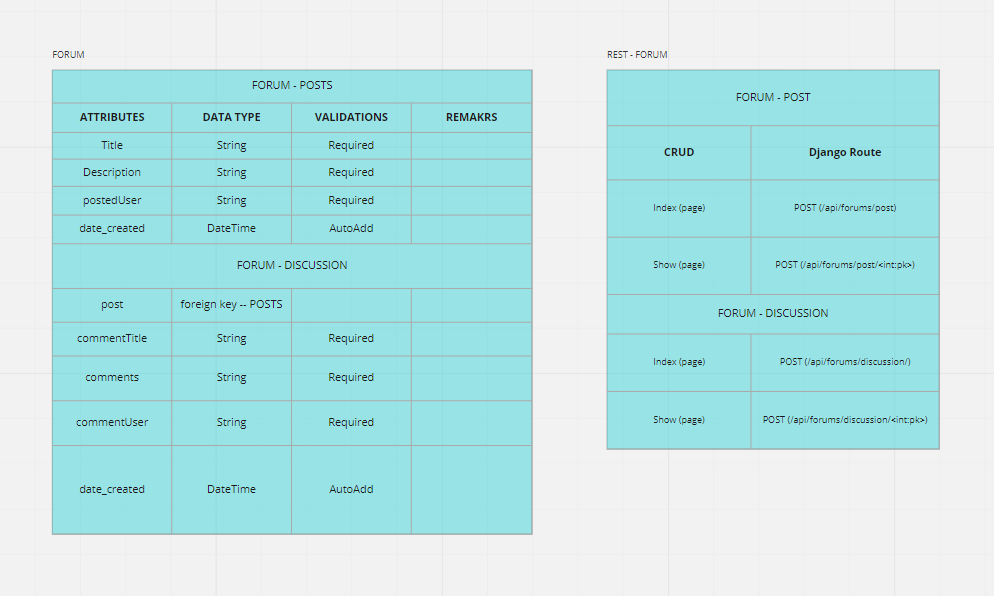 FORUM
FORUM - POSTS
ATTRIBUTES DATA TYPE VALIDATIONS REMAKRS
Title String Required
Description String Required
postedUser String Required
date_created DateTime AutoAdd
FORUM - DISCUSSION
post foreign key -- POSTS
commentTitle String Required
comments String Required
commentUser String Required
date_created DateTime AutoAdd
REST - FORUM
FORUM - POST
CRUD Django Route
Index (page) POST (/api/forums/post)
Show (page) POST (/api/forums/post/<int:pk>)
FORUM - DISCUSSION
Index (page) POST (/api/forums/discussion/)
Show (page) POST (/api/forums/discussion/<int:pk>)